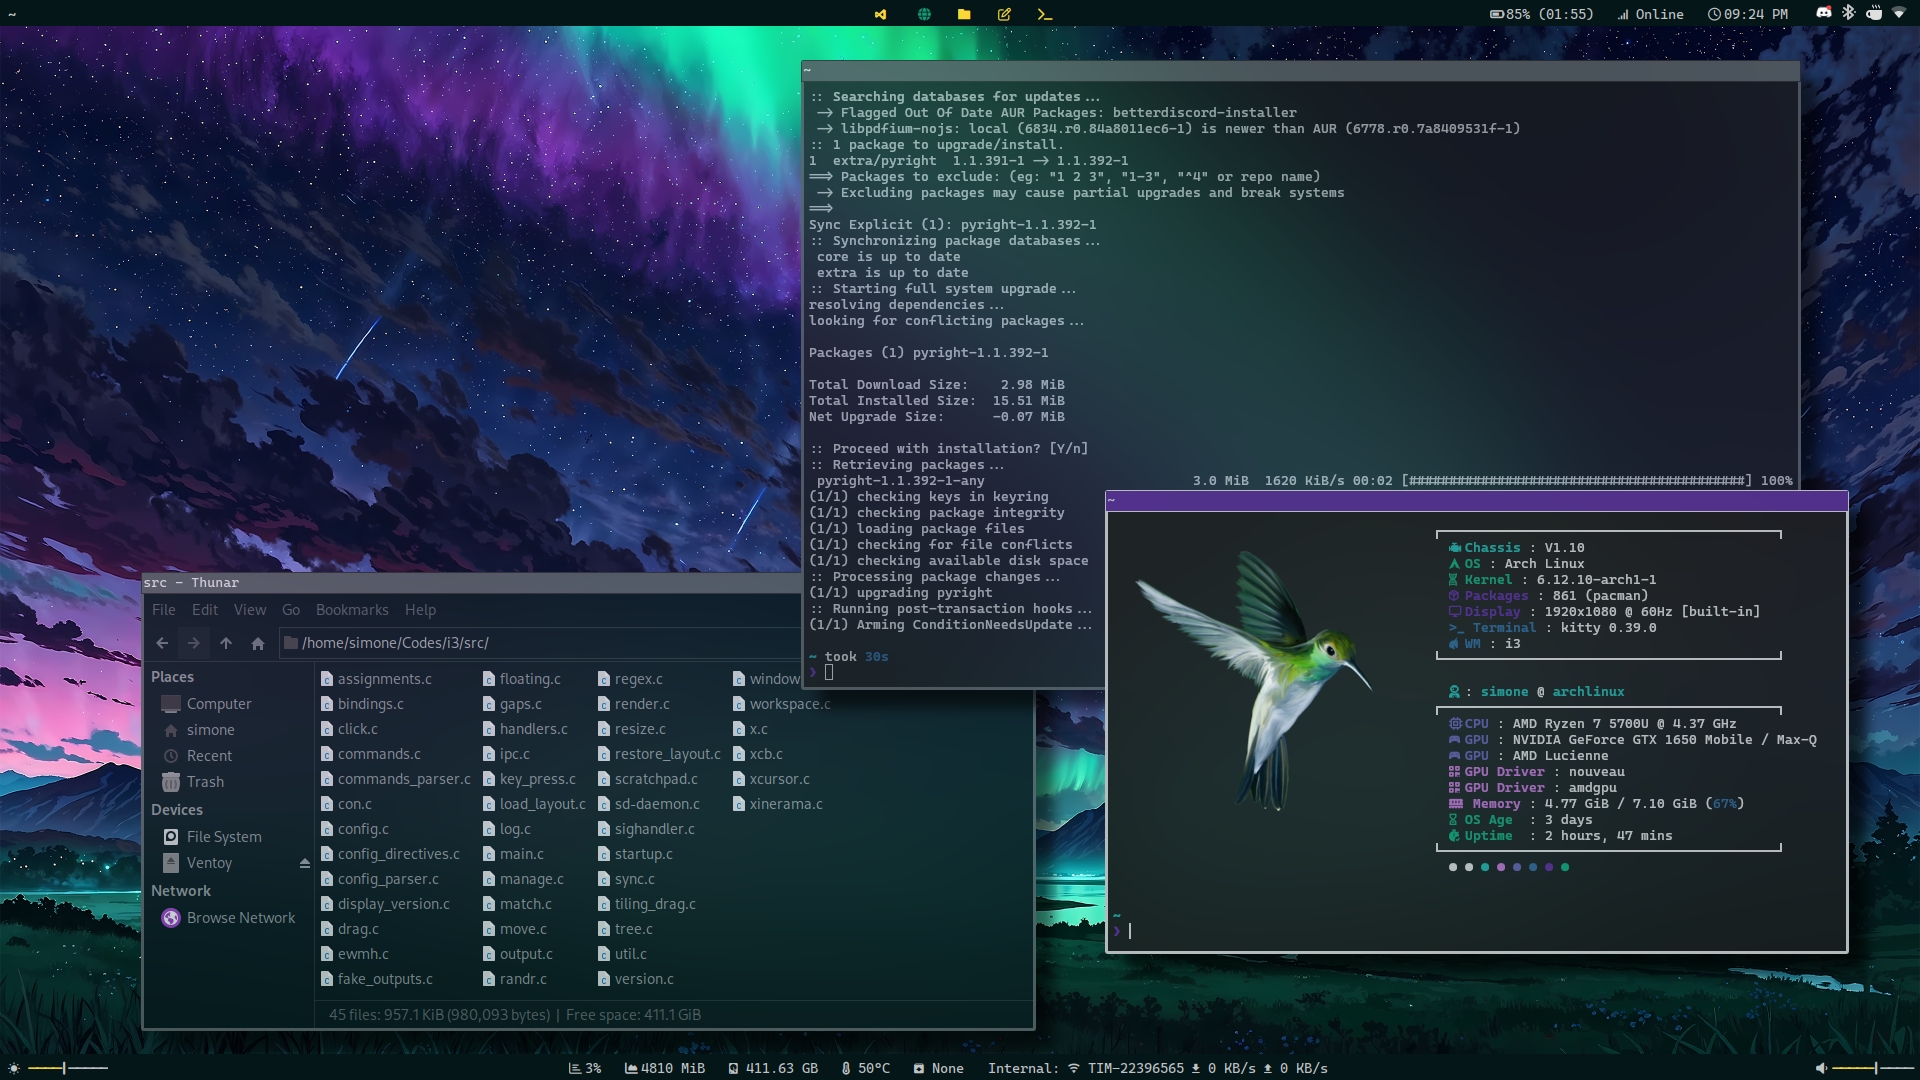 ~
85% (01:55)
Online
09:24 PM
~
:: Searching databases for updates...
-> Flagged Out Of Date AUR Packages: betterdiscord-installer
-> libpdfium-nojs: local (6834.r0.84a8011ec6-1) is newer than AUR (6778.r0.7a8409531f-1)
:: 1 package to upgrade/install.
1  extra/pyright  1.1.391-1 -> 1.1.392-1
==> Packages to exclude: (eg: "1 2 3", "1-3", "^4" or repo name)
-> Excluding packages may cause partial upgrades and break systems
==>
Sync Explicit (1): pyright-1.1.392-1
:: Synchronizing package databases...
core is up to date
extra is up to date
:: Starting full system upgrade...
resolving dependencies...
looking for conflicting packages...
Packages (1) pyright-1.1.392-1
Total Download Size:    2.98 MiB
Total Installed Size:  15.51 MiB
Net Upgrade Size:      -0.07 MiB
:: Proceed with installation? [Y/n]
:: Retrieving packages...
pyright-1.1.392-1-any 3.0 MiB  1620 KiB/s 00:02 [##########################################] 100%
(1/1) checking keys in keyring
(1/1) checking package integrity
(1/1) loading package files
(1/1) checking for file conflicts
(1/1) checking available disk space
:: Processing package changes...
(1/1) upgrading pyright
:: Running post-transaction hooks...
(1/1) Arming ConditionNeedsUpdate...
~ took 30s
❯
src - Thunar
File Edit View Go Bookmarks Help
/home/simone/Codes/i3/src/
Places
Computer
simone
Recent
Trash
Devices
File System
Ventoy
Network
Browse Network
assignments.c
bindings.c
click.c
commands.c
commands_parser.c
con.c
config.c
config_directives.c
config_parser.c
display_version.c
drag.c
ewmh.c
fake_outputs.c
floating.c
gaps.c
handlers.c
ipc.c
key_press.c
load_layout.c
log.c
main.c
manage.c
match.c
move.c
output.c
randr.c
regex.c
render.c
resize.c
restore_layout.c
scratchpad.c
sd-daemon.c
sighandler.c
startup.c
sync.c
tiling_drag.c
tree.c
util.c
version.c
window
workspace.c
x.c
xcb.c
xcursor.c
xinerama.c
45 files: 957.1 KiB (980,093 bytes) | Free space: 411.1 GiB
~
Chassis : V1.10
OS : Arch Linux
Kernel : 6.12.10-arch1-1
Packages : 861 (pacman)
Display : 1920x1080 @ 60Hz [built-in]
>_ Terminal : kitty 0.39.0
WM : i3
: simone @ archlinux
CPU : AMD Ryzen 7 5700U @ 4.37 GHz
GPU : NVIDIA GeForce GTX 1650 Mobile / Max-Q
GPU : AMD Lucienne
GPU Driver : nouveau
GPU Driver : amdgpu
Memory : 4.77 GiB / 7.10 GiB (67%)
OS Age  : 3 days
Uptime  : 2 hours, 47 mins
~
❯
3%
4810 MiB
411.63 GB
50°C
None
Internal: TIM-22396565 0 KB/s 0 KB/s